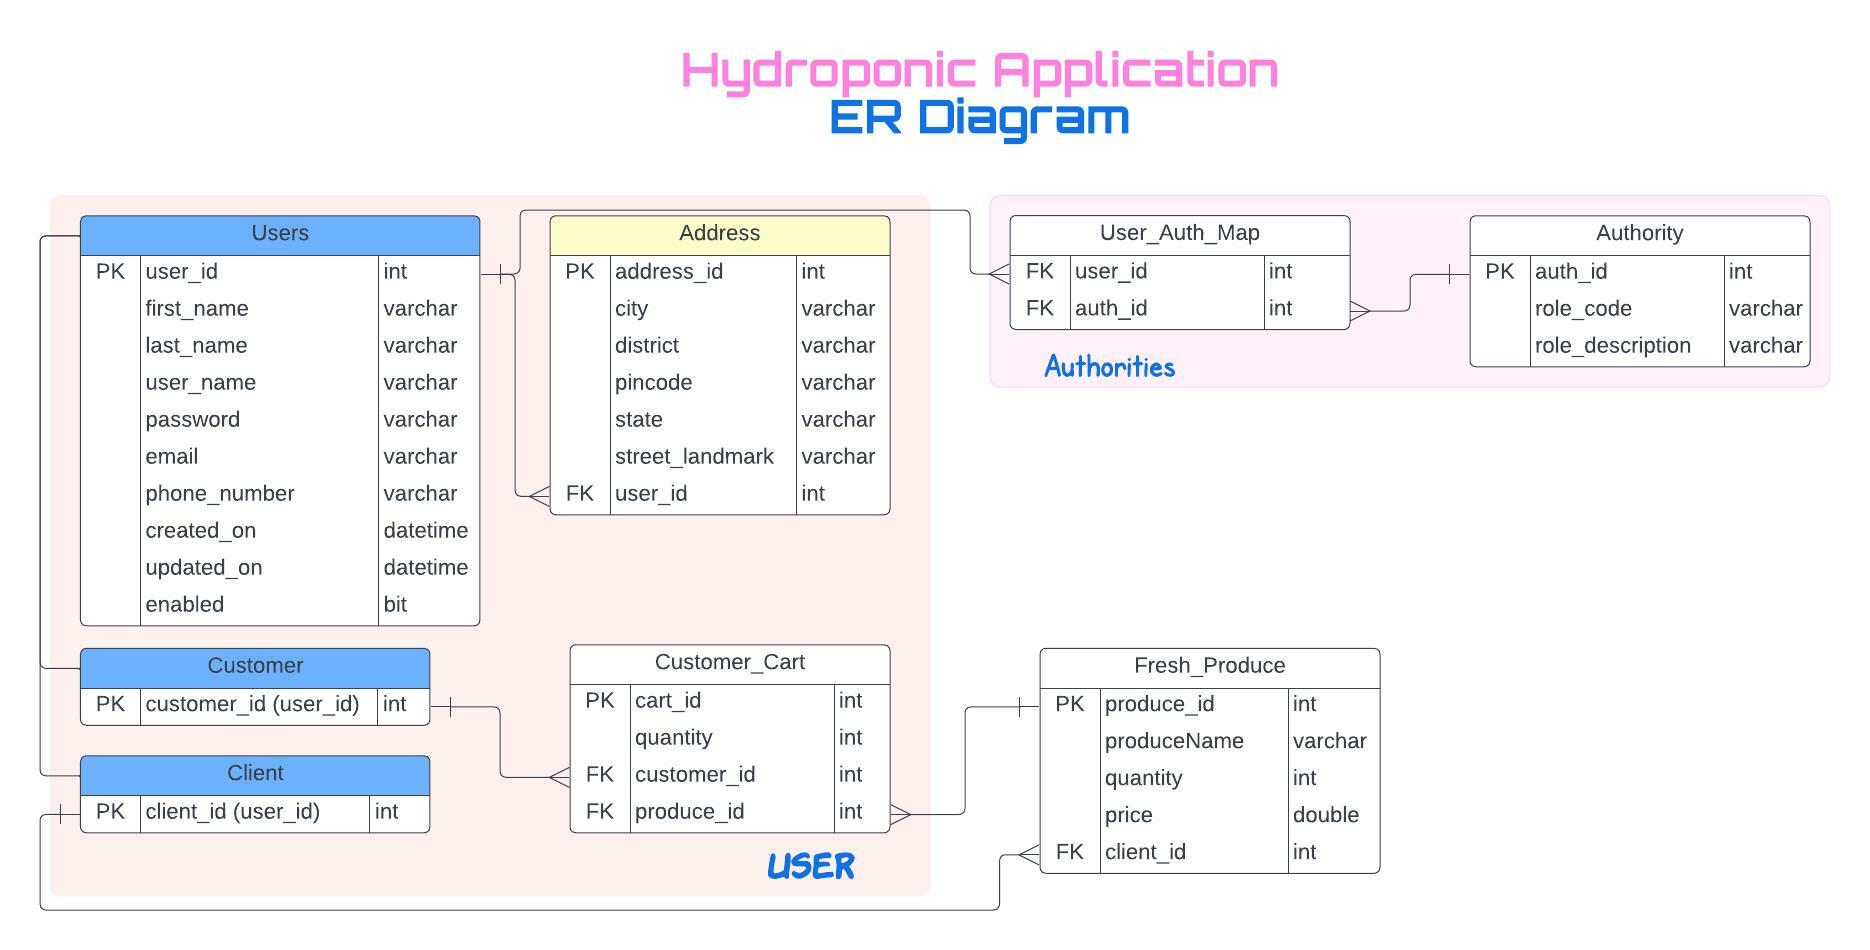 Hydroponic Application
ER Diagram
Users
PK user_id int
first_name varchar
last_name varchar
user_name varchar
password varchar
email varchar
phone_number varchar
created_on datetime
updated_on datetime
enabled bit
Address
PK address_id int
city varchar
district varchar
pincode varchar
state varchar
street_landmark varchar
FK user_id int
User_Auth_Map
FK user_id int
FK auth_id int
Authorities
Authority
PK auth_id int
role_code varchar
role_description varchar
Customer
PK customer_id (user_id) int
Client
PK client_id (user_id) int
Customer_Cart
PK cart_id int
quantity int
FK customer_id int
FK produce_id int
USER
Fresh_Produce
PK produce_id int
produceName varchar
quantity int
price double
FK client_id int